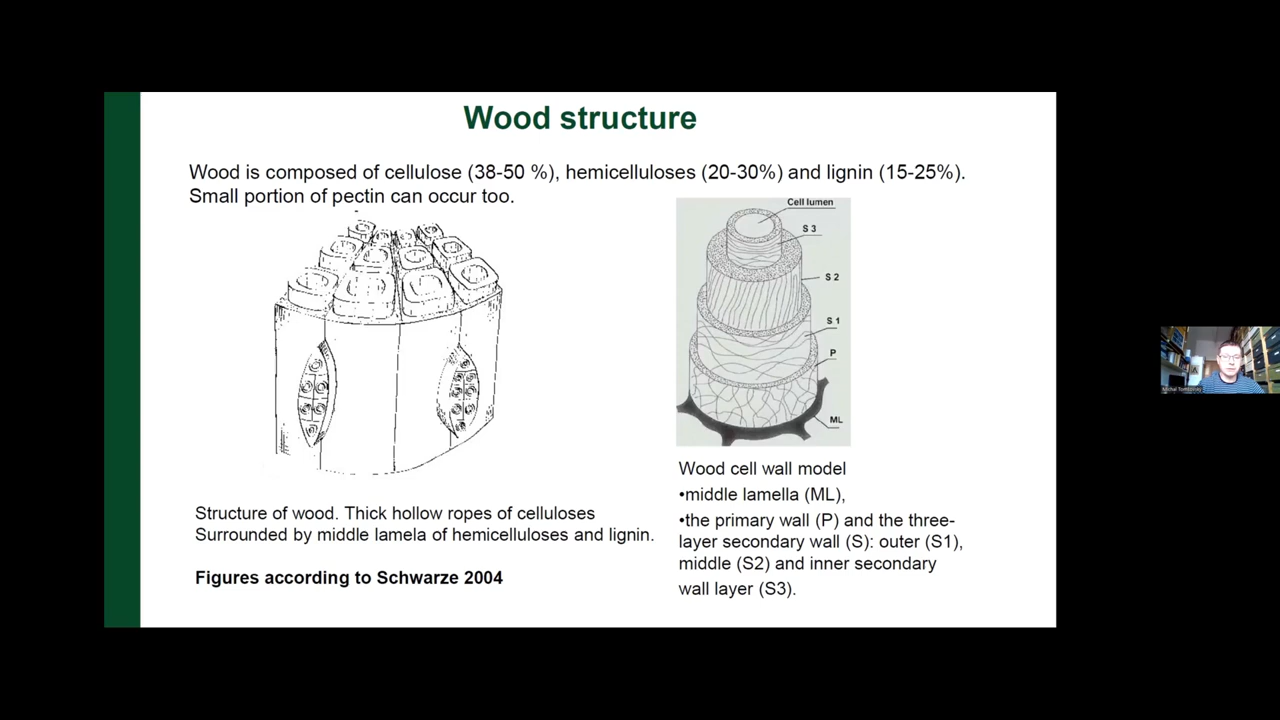 Wood structure
Wood is composed of cellulose (38-50 %), hemicelluloses (20-30%) and lignin (15-25%).
Small portion of pectin can occur too.
Cell lumen
S 3
S 2
S 1
P
ML
Structure of wood. Thick hollow ropes of celluloses
Surrounded by middle lamela of hemicelluloses and lignin.
Figures according to Schwarze 2004
Wood cell wall model
•middle lamella (ML),
•the primary wall (P) and the three-
layer secondary wall (S): outer (S1),
middle (S2) and inner secondary
wall layer (S3).